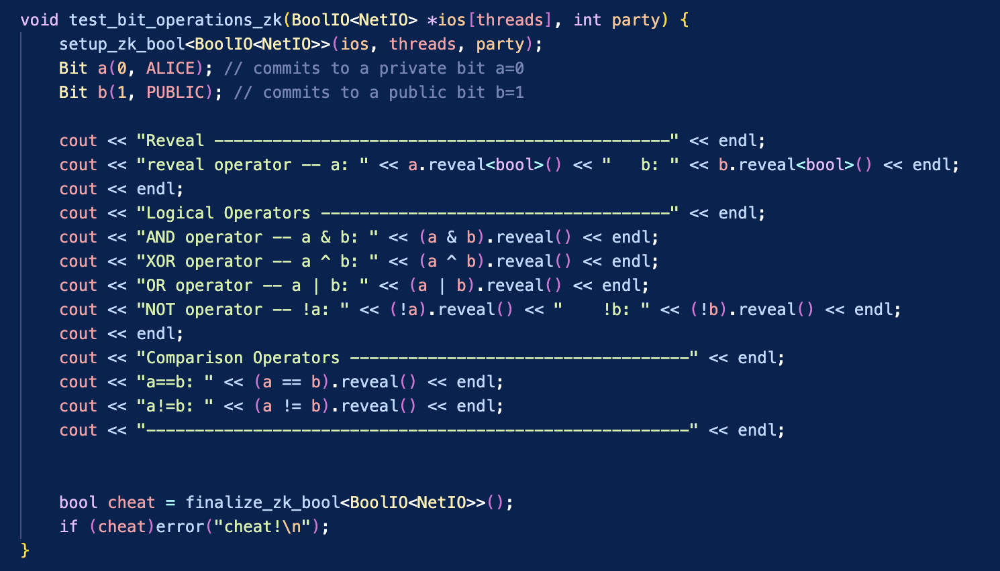 void test_bit_operations_zk(BoolIO<NetIO> *ios[threads], int party) {
    setup_zk_bool<BoolIO<NetIO>>(ios, threads, party);
    Bit a(0, ALICE); // commits to a private bit a=0
    Bit b(1, PUBLIC); // commits to a public bit b=1

    cout << "Reveal -----------------------------------------------" << endl;
    cout << "reveal operator -- a: " << a.reveal<bool>() << "   b: " << b.reveal<bool>() << endl;
    cout << endl;
    cout << "Logical Operators ------------------------------------" << endl;
    cout << "AND operator -- a & b: " << (a & b).reveal() << endl;
    cout << "XOR operator -- a ^ b: " << (a ^ b).reveal() << endl;
    cout << "OR operator -- a | b: " << (a | b).reveal() << endl;
    cout << "NOT operator -- !a: " << (!a).reveal() << "    !b: " << (!b).reveal() << endl;
    cout << endl;
    cout << "Comparison Operators -----------------------------------" << endl;
    cout << "a==b: " << (a == b).reveal() << endl;
    cout << "a!=b: " << (a != b).reveal() << endl;
    cout << "--------------------------------------------------------" << endl;


    bool cheat = finalize_zk_bool<BoolIO<NetIO>>();
    if (cheat)error("cheat!\n");
}